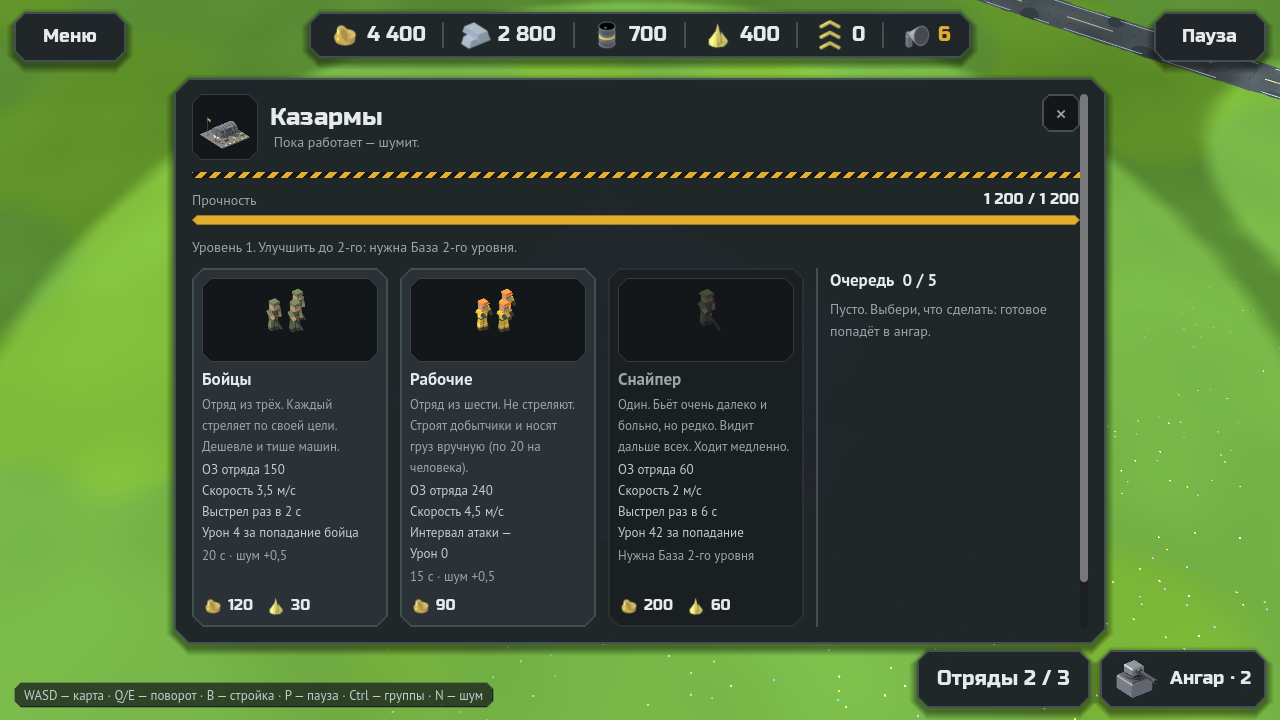 Меню
4 400
2 800
700
400
0
6
Пауза
Казармы
Пока работает — шумит.
×
Прочность
1 200 / 1 200
Уровень 1. Улучшить до 2-го: нужна База 2-го уровня.
Бойцы
Отряд из трёх. Каждый
стреляет по своей цели.
Дешевле и тише машин.
ОЗ отряда 150
Скорость 3,5 м/с
Выстрел раз в 2 с
Урон 4 за попадание бойца
20 с · шум +0,5
120
30
Рабочие
Отряд из шести. Не стреляют.
Строят добытчики и носят
груз вручную (по 20 на
человека).
ОЗ отряда 240
Скорость 4,5 м/с
Интервал атаки —
Урон 0
15 с · шум +0,5
90
Снайпер
Один. Бьёт очень далеко и
больно, но редко. Видит
дальше всех. Ходит медленно.
ОЗ отряда 60
Скорость 2 м/с
Выстрел раз в 6 с
Урон 42 за попадание
Нужна База 2-го уровня
200
60
Очередь 0 / 5
Пусто. Выбери, что сделать: готовое
попадёт в ангар.
WASD — карта · Q/E — поворот · B — стройка · P — пауза · Ctrl — группы · N — шум
Отряды 2 / 3
Ангар · 2